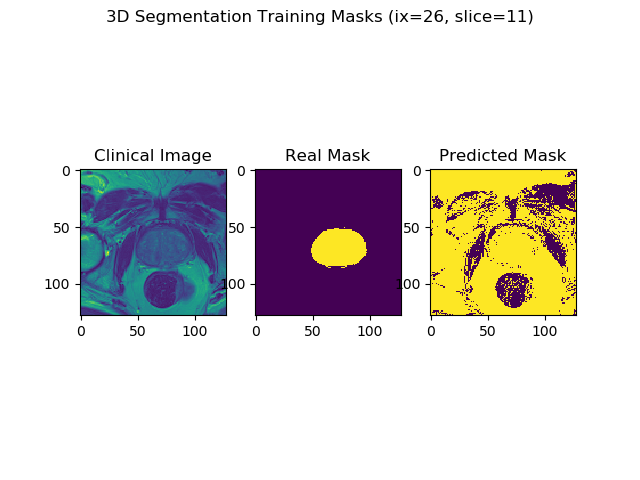 3D Segmentation Training Masks (ix=26, slice=11)
Clinical Image Real Mask Predicted Mask
0 0 0
50 50 50
100 100 100
0 50 100 0 50 100 0 50 100